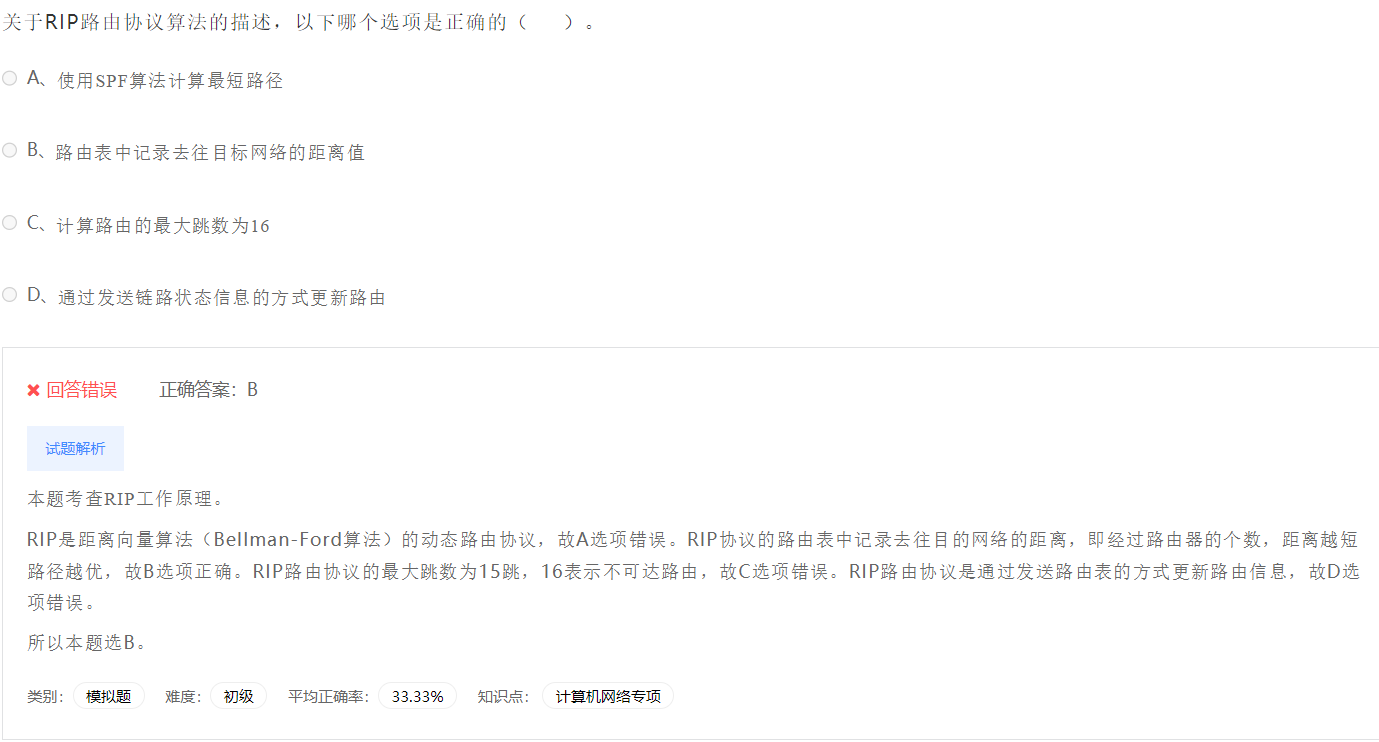 关于RIP路由协议算法的描述，以下哪个选项是正确的（  ）。
A、使用SPF算法计算最短路径
B、路由表中记录去往目标网络的距离值
C、计算路由的最大跳数为16
D、通过发送链路状态信息的方式更新路由
回答错误 正确答案：B
试题解析
本题考查RIP工作原理。
RIP是距离向量算法（Bellman-Ford算法）的动态路由协议，故A选项错误。RIP协议的路由表中记录去往目的网络的距离，即经过路由器的个数，距离越短
路径越优，故B选项正确。RIP路由协议的最大跳数为15跳，16表示不可达路由，故C选项错误。RIP路由协议是通过发送路由表的方式更新路由信息，故D选
项错误。
所以本题选B。
类别： 模拟题 难度： 初级 平均正确率： 33.33% 知识点： 计算机网络专项